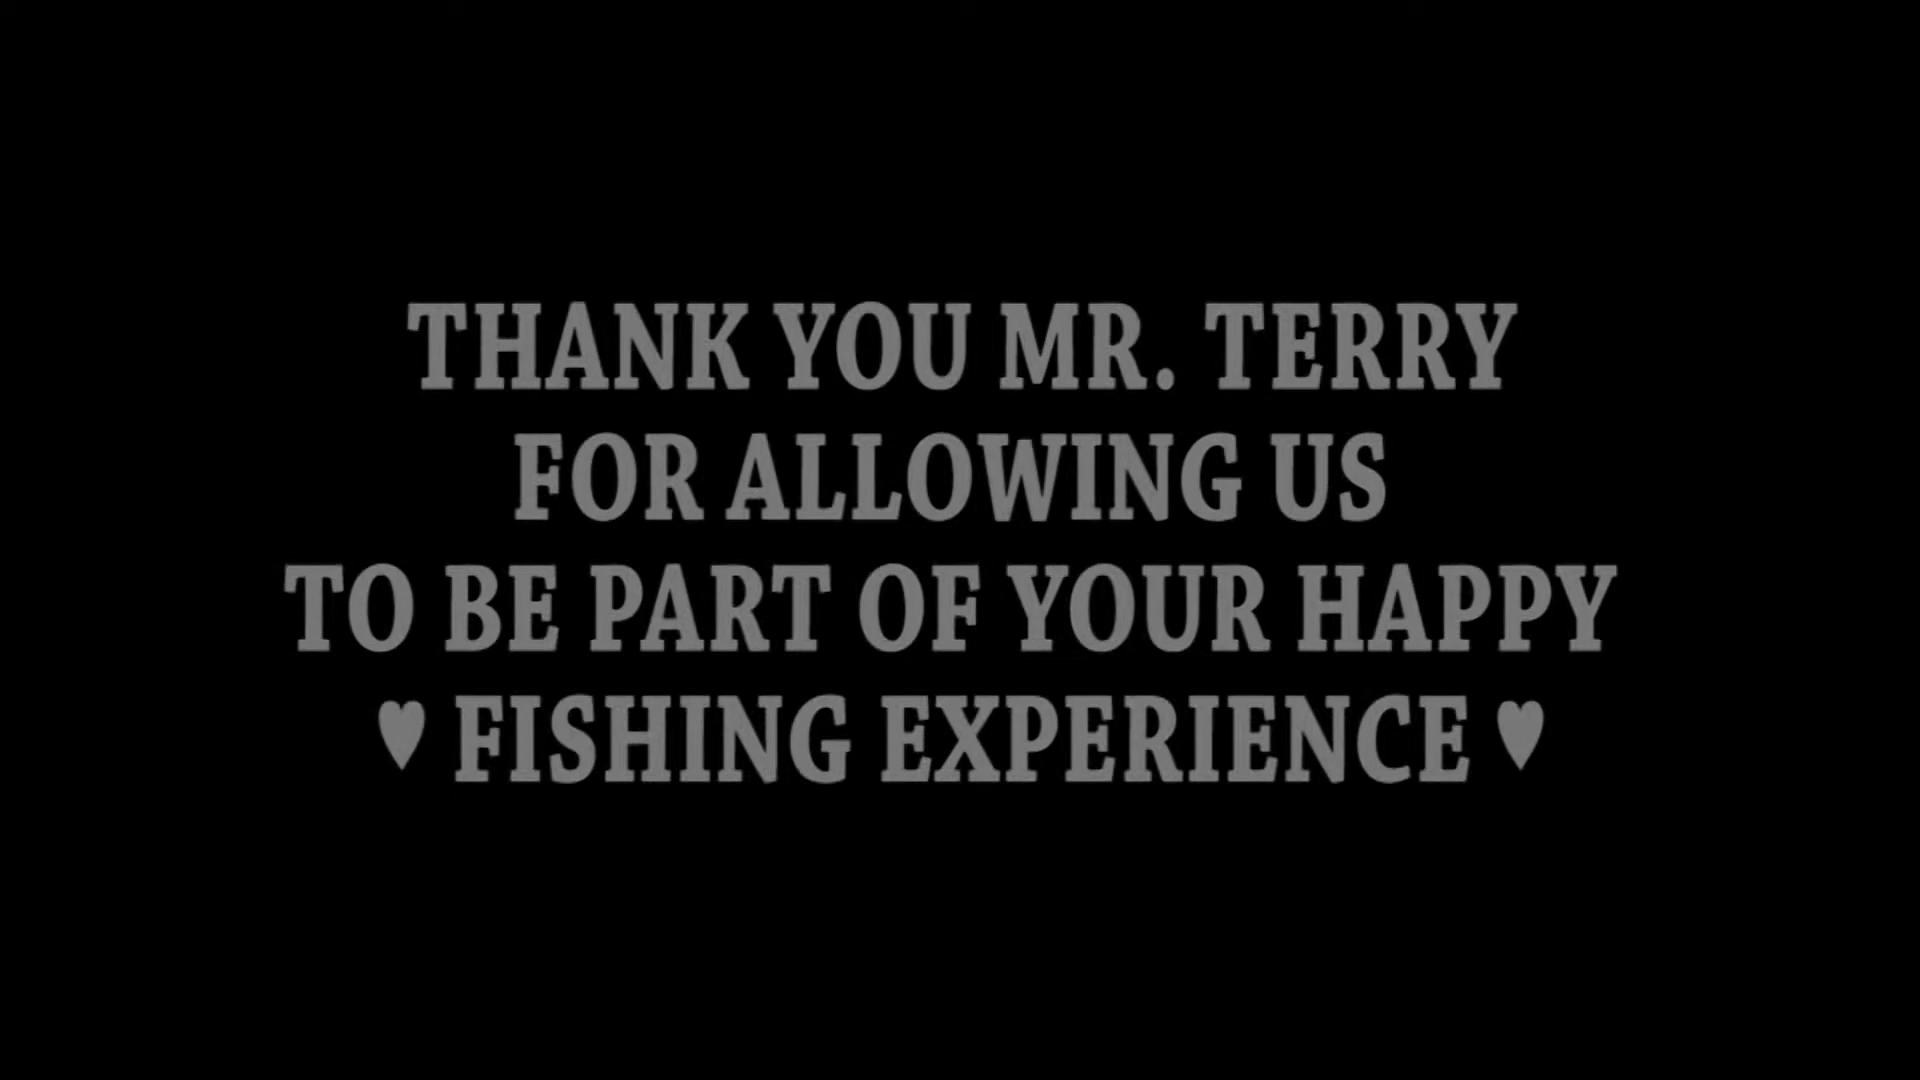 THANK YOU MR. TERRY
FOR ALLOWING US
TO BE PART OF YOUR HAPPY
♥ FISHING EXPERIENCE ♥